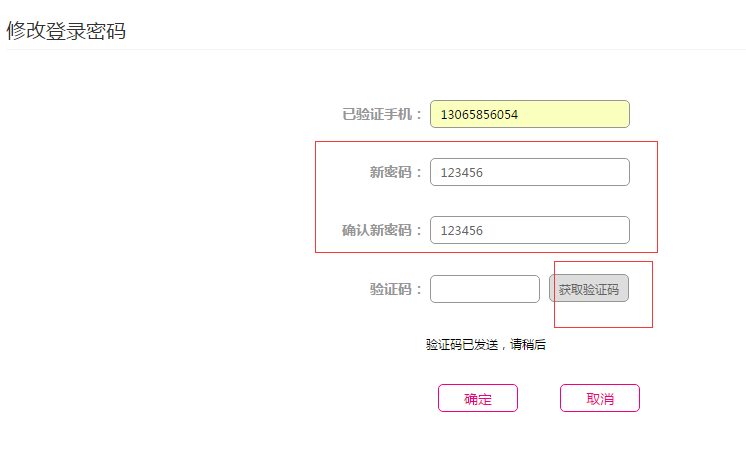 修改登录密码
已验证手机： 13065856054
新密码： 123456
确认新密码： 123456
验证码： 获取验证码
验证码已发送，请稍后
确定 取消